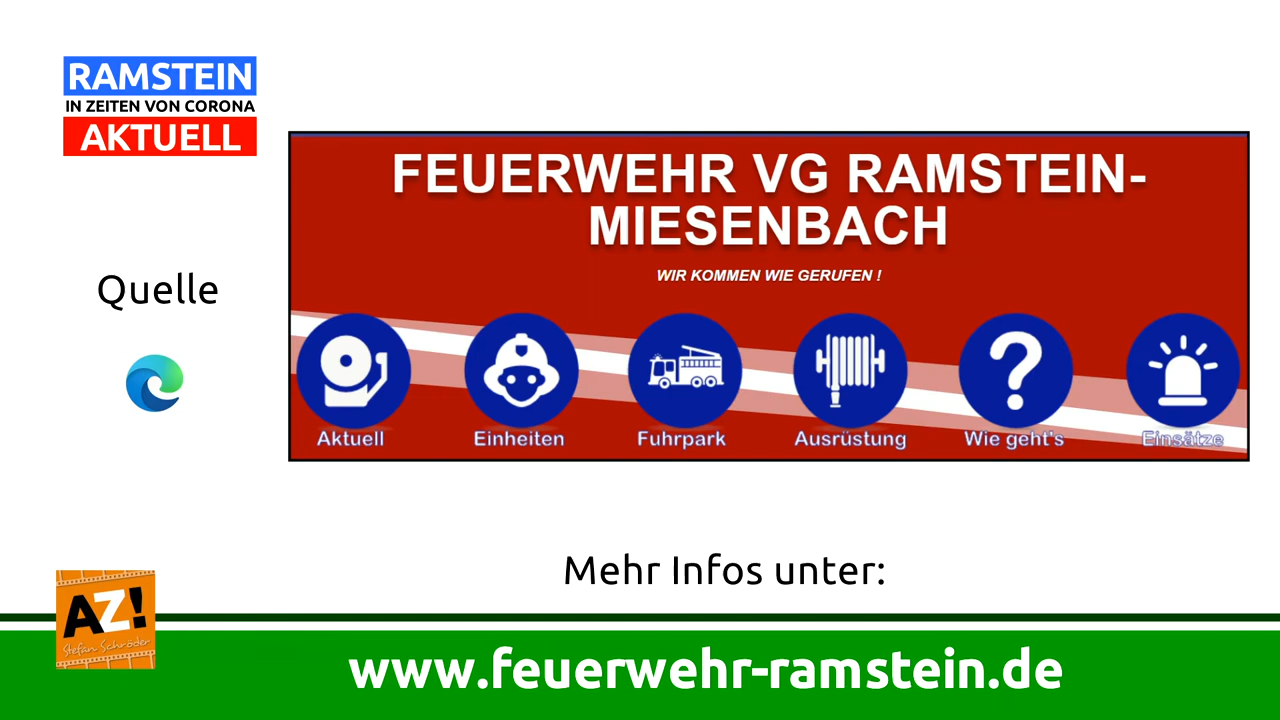 RAMSTEIN
IN ZEITEN VON CORONA
AKTUELL
FEUERWEHR VG RAMSTEIN-
MIESENBACH
WIR KOMMEN WIE GERUFEN !
Quelle
Aktuell
Einheiten
Fuhrpark
Ausrüstung
Wie geht's
Einsätze
Mehr Infos unter:
AZ!
Stefan Schröder
www.feuerwehr-ramstein.de